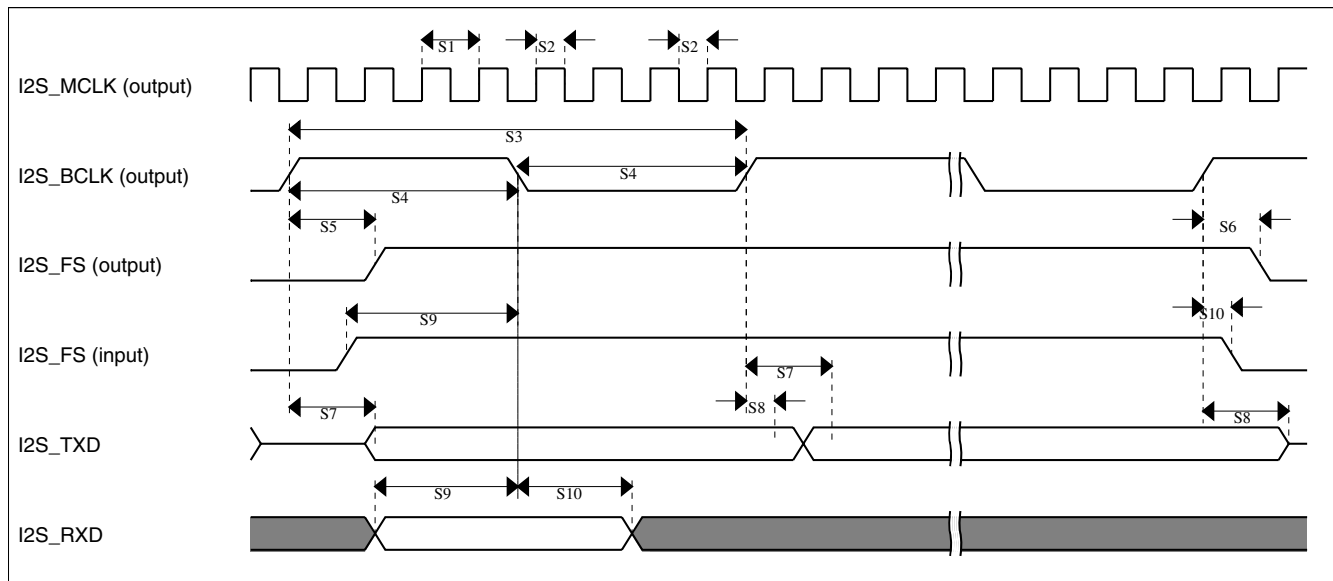 S1 S2 S2
I2S_MCLK (output)
S3
I2S_BCLK (output)
S4
S4
S5 S6
I2S_FS (output)
S9 S10
I2S_FS (input)
S7
S7 S8 S8
I2S_TXD
S9 S10
I2S_RXD